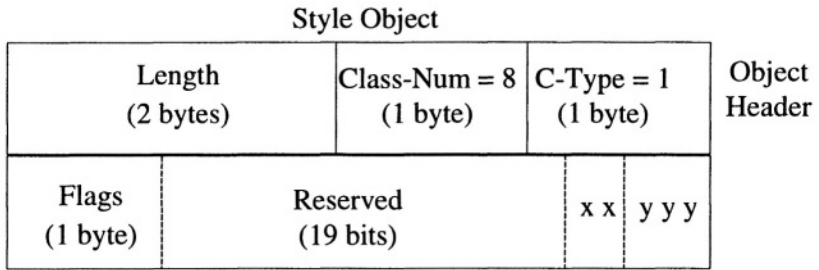 Style Object
Length
(2 bytes)
Class-Num = 8
(1 byte)
C-Type = 1
(1 byte)
Object
Header
Flags
(1 byte)
Reserved
(19 bits)
x x
y y y